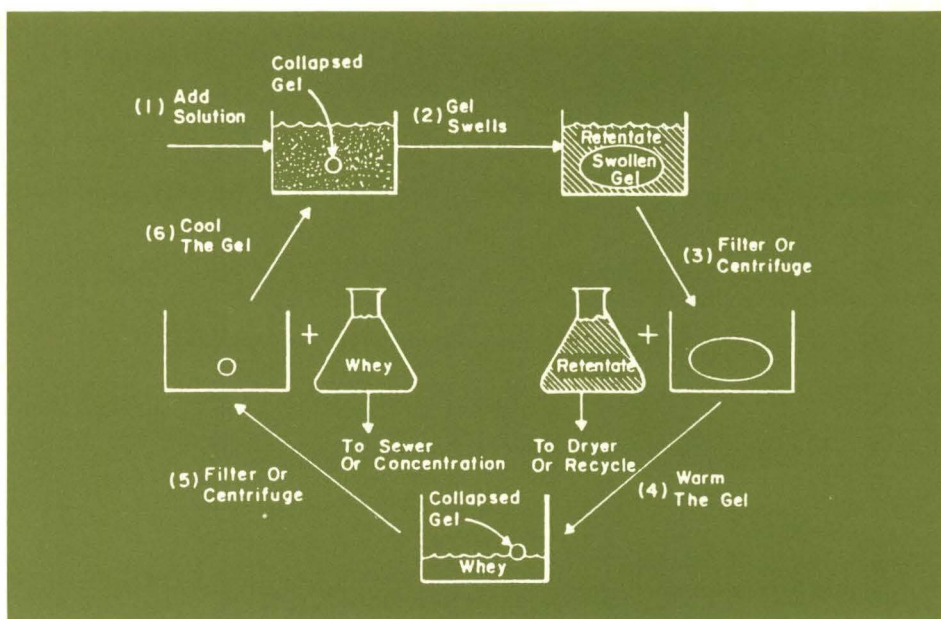 (1) Add
Solution
Collapsed
Gel
(2) Gel
Swells
Retentate
Swollen
Gel
(3) Filter Or
Centrifuge
Retentate
+
To Dryer
Or Recycle
(4) Warm
The Gel
Collapsed
Gel
Whey
(5) Filter Or
Centrifuge
+
Whey
To Sewer
Or Concentration
(6) Cool
The Gel